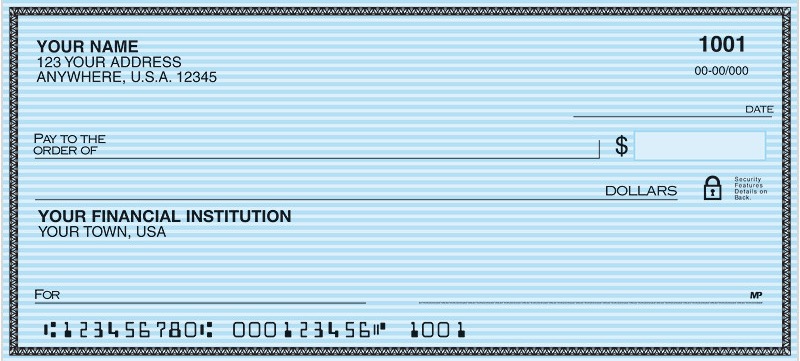 YOUR NAME
123 YOUR ADDRESS
ANYWHERE, U.S.A. 12345
1001
00-00/000
DATE
PAY TO THE
ORDER OF
$
DOLLARS
Security
Features
Details on
Back.
YOUR FINANCIAL INSTITUTION
YOUR TOWN, USA
FOR
MP
⑆123456780⑆ 000123456⑈ 1001